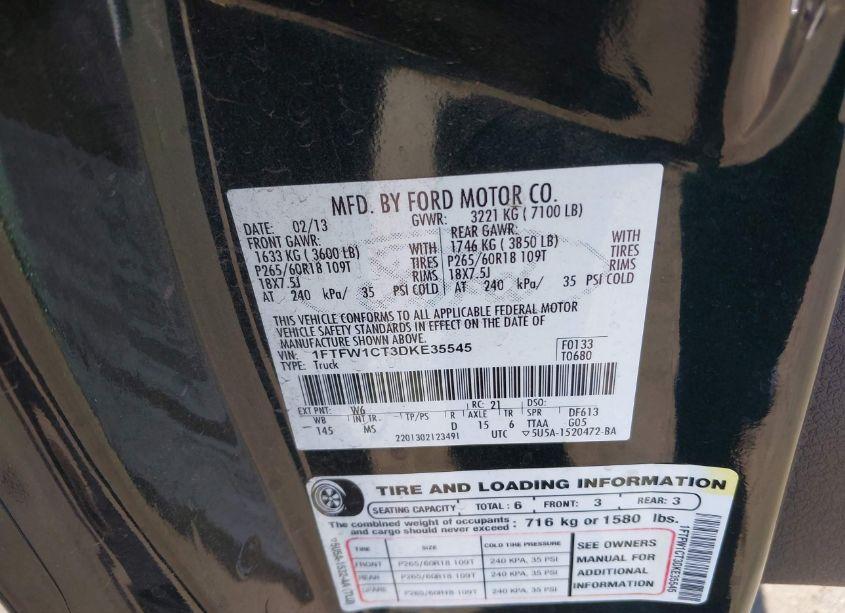 MFD. BY FORD MOTOR CO.
DATE: 02/13 GVWR: 3221 KG ( 7100 LB)
FRONT GAWR: REAR GAWR:
1633 KG ( 3600 LB) WITH 1746 KG ( 3850 LB) WITH
P265/60R18 109T TIRES P265/60R18 109T TIRES
18X7.5J RIMS 18X7.5J RIMS
AT 240 kPa/ 35 PSI COLD AT 240 kPa/ 35 PSI COLD
THIS VEHICLE CONFORMS TO ALL APPLICABLE FEDERAL MOTOR
VEHICLE SAFETY STANDARDS IN EFFECT ON THE DATE OF
MANUFACTURE SHOWN ABOVE.
VIN: 1FTFW1CT3DKE35545 F0133
TYPE: Truck T0680
EXT PNT: W6 RC: 21 DSO:
WB INT TR. TP/PS R AXLE TR SPR DF613
145 MS D 15 6 TTAA G05
2201302123491 UTC ▽5U5A-1520472-BA
TIRE AND LOADING INFORMATION
SEATING CAPACITY TOTAL: 6 FRONT: 3 REAR: 3
The combined weight of occupants and cargo should never exceed: 716 kg or 1580 lbs.
TIRE SIZE COLD TIRE PRESSURE
FRONT P265/60R18 109T 240 KPA, 35 PSI
REAR P265/60R18 109T 240 KPA, 35 PSI
SPARE P265/60R18 109T 240 KPA, 35 PSI
SEE OWNERS
MANUAL FOR
ADDITIONAL
INFORMATION
1FTFW1CT3DKE35545